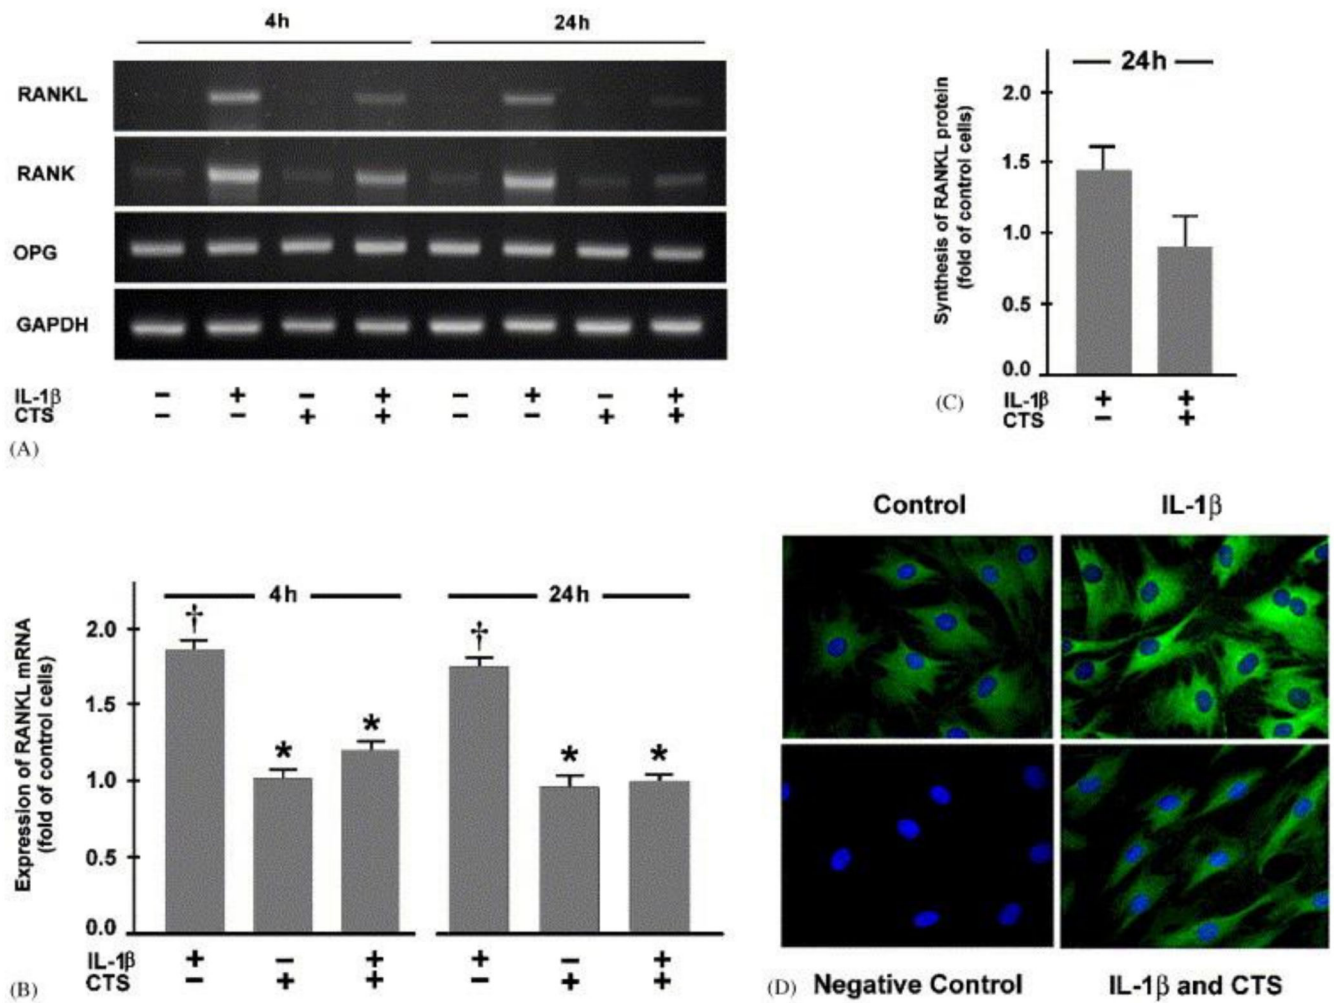 4h 24h
RANKL
RANK
OPG
GAPDH
IL-1β - + - + - + - +
CTS - - + + - - + +
(A)
24h
Synthesis of RANKL protein
(fold of control cells)
2.0
1.5
1.0
0.5
0.0
IL-1β + +
CTS - +
(C)
4h 24h
Expression of RANKL mRNA
(fold of control cells)
2.0
1.5
1.0
0.5
0.0
† * * † * *
IL-1β + - + + - +
CTS - + + - + +
(B)
Control IL-1β
Negative Control IL-1β and CTS
(D)